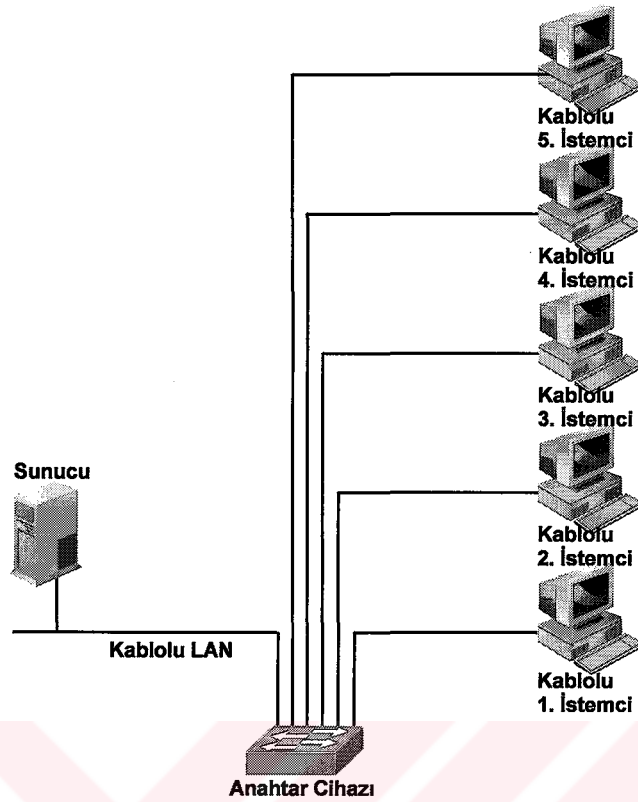 Kablolu
5. İstemci
Kablolu
4. İstemci
Kablolu
3. İstemci
Sunucu
Kablolu
2. İstemci
Kablolu LAN
Kablolu
1. İstemci
Anahtar Cihazı